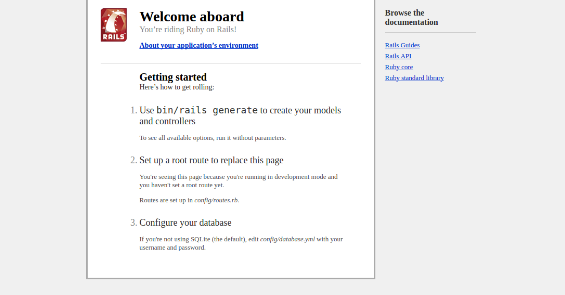 RAILS
Welcome aboard
You're riding Ruby on Rails!
About your application's environment
Getting started
Here's how to get rolling:
1. Use bin/rails generate to create your models
and controllers
To see all available options, run it without parameters.
2. Set up a root route to replace this page
You're seeing this page because you're running in development mode and
you haven't set a root route yet.
Routes are set up in config/routes.rb.
3. Configure your database
If you're not using SQLite (the default), edit config/database.yml with your
username and password.
Browse the
documentation
Rails Guides
Rails API
Ruby core
Ruby standard library